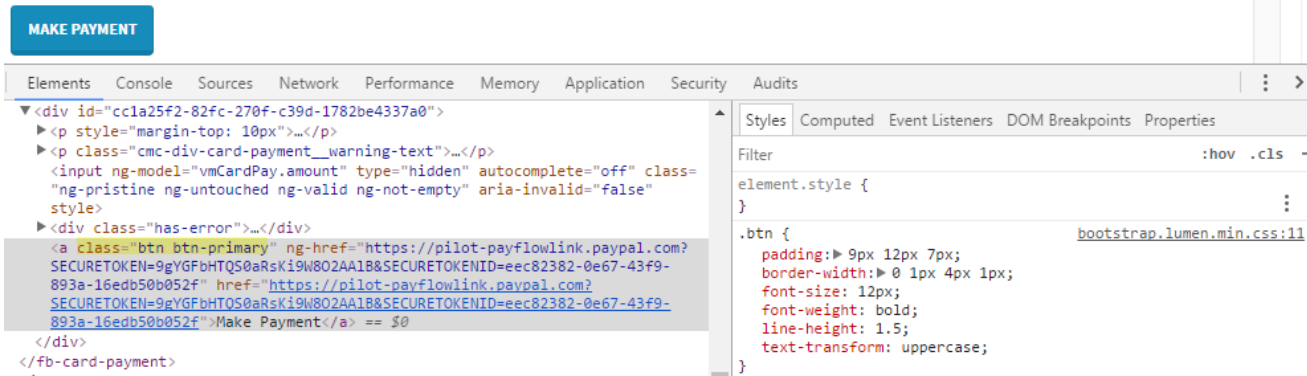 MAKE PAYMENT
Elements Console Sources Network Performance Memory Application Security Audits
▼<div id="cc1a25f2-82fc-270f-c39d-1782be4337a0">
▶<p style="margin-top: 10px">…</p>
▶<p class="cmc-div-card-payment__warning-text">…</p>
<input ng-model="vmCardPay.amount" type="hidden" autocomplete="off" class=
"ng-pristine ng-untouched ng-valid ng-not-empty" aria-invalid="false"
style>
▶<div class="has-error">…</div>
<a class="btn btn-primary" ng-href="https://pilot-payflowlink.paypal.com?
SECURETOKEN=9gYGFbHTQS0aRsKi9W8O2AAlB&SECURETOKENID=eec82382-0e67-43f9-
893a-16edb50b052f" href="https://pilot-payflowlink.paypal.com?
SECURETOKEN=9gYGFbHTQS0aRsKi9W8O2AAlB&SECURETOKENID=eec82382-0e67-43f9-
893a-16edb50b052f">Make Payment</a> == $0
</div>
</fb-card-payment>
Styles Computed Event Listeners DOM Breakpoints Properties
Filter :hov .cls
element.style {
}
.btn { bootstrap.lumen.min.css:11
padding:▶ 9px 12px 7px;
border-width:▶ 0 1px 4px 1px;
font-size: 12px;
font-weight: bold;
line-height: 1.5;
text-transform: uppercase;
}